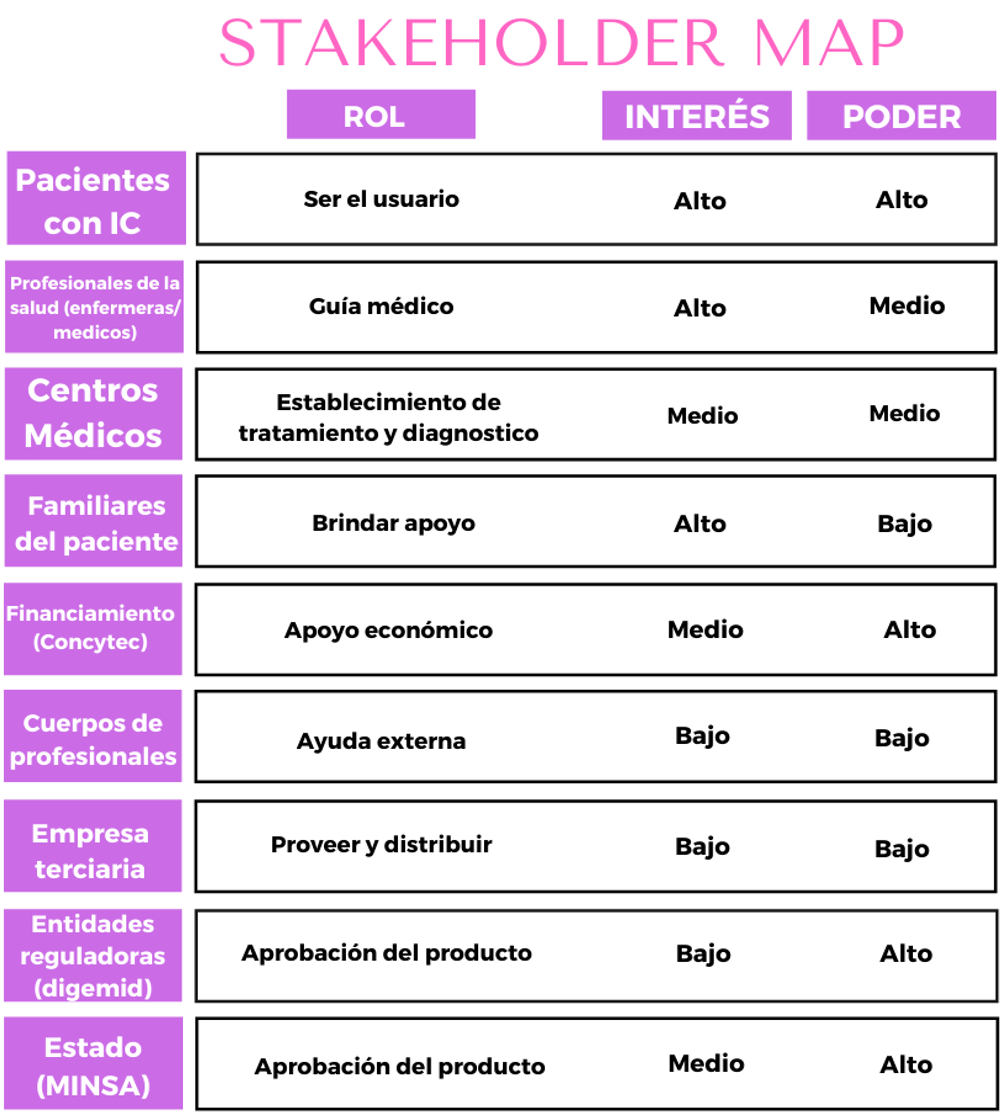 STAKEHOLDER MAP
ROL
INTERÉS
PODER
Pacientes
con IC
Ser el usuario
Alto
Alto
Profesionales de la
salud (enfermeras/
medicos)
Guía médico
Alto
Medio
Centros
Médicos
Establecimiento de
tratamiento y diagnostico
Medio
Medio
Familiares
del paciente
Brindar apoyo
Alto
Bajo
Financiamiento
(Concytec)
Apoyo económico
Medio
Alto
Cuerpos de
profesionales
Ayuda externa
Bajo
Bajo
Empresa
terciaria
Proveer y distribuir
Bajo
Bajo
Entidades
reguladoras
(digemid)
Aprobación del producto
Bajo
Alto
Estado
(MINSA)
Aprobación del producto
Medio
Alto